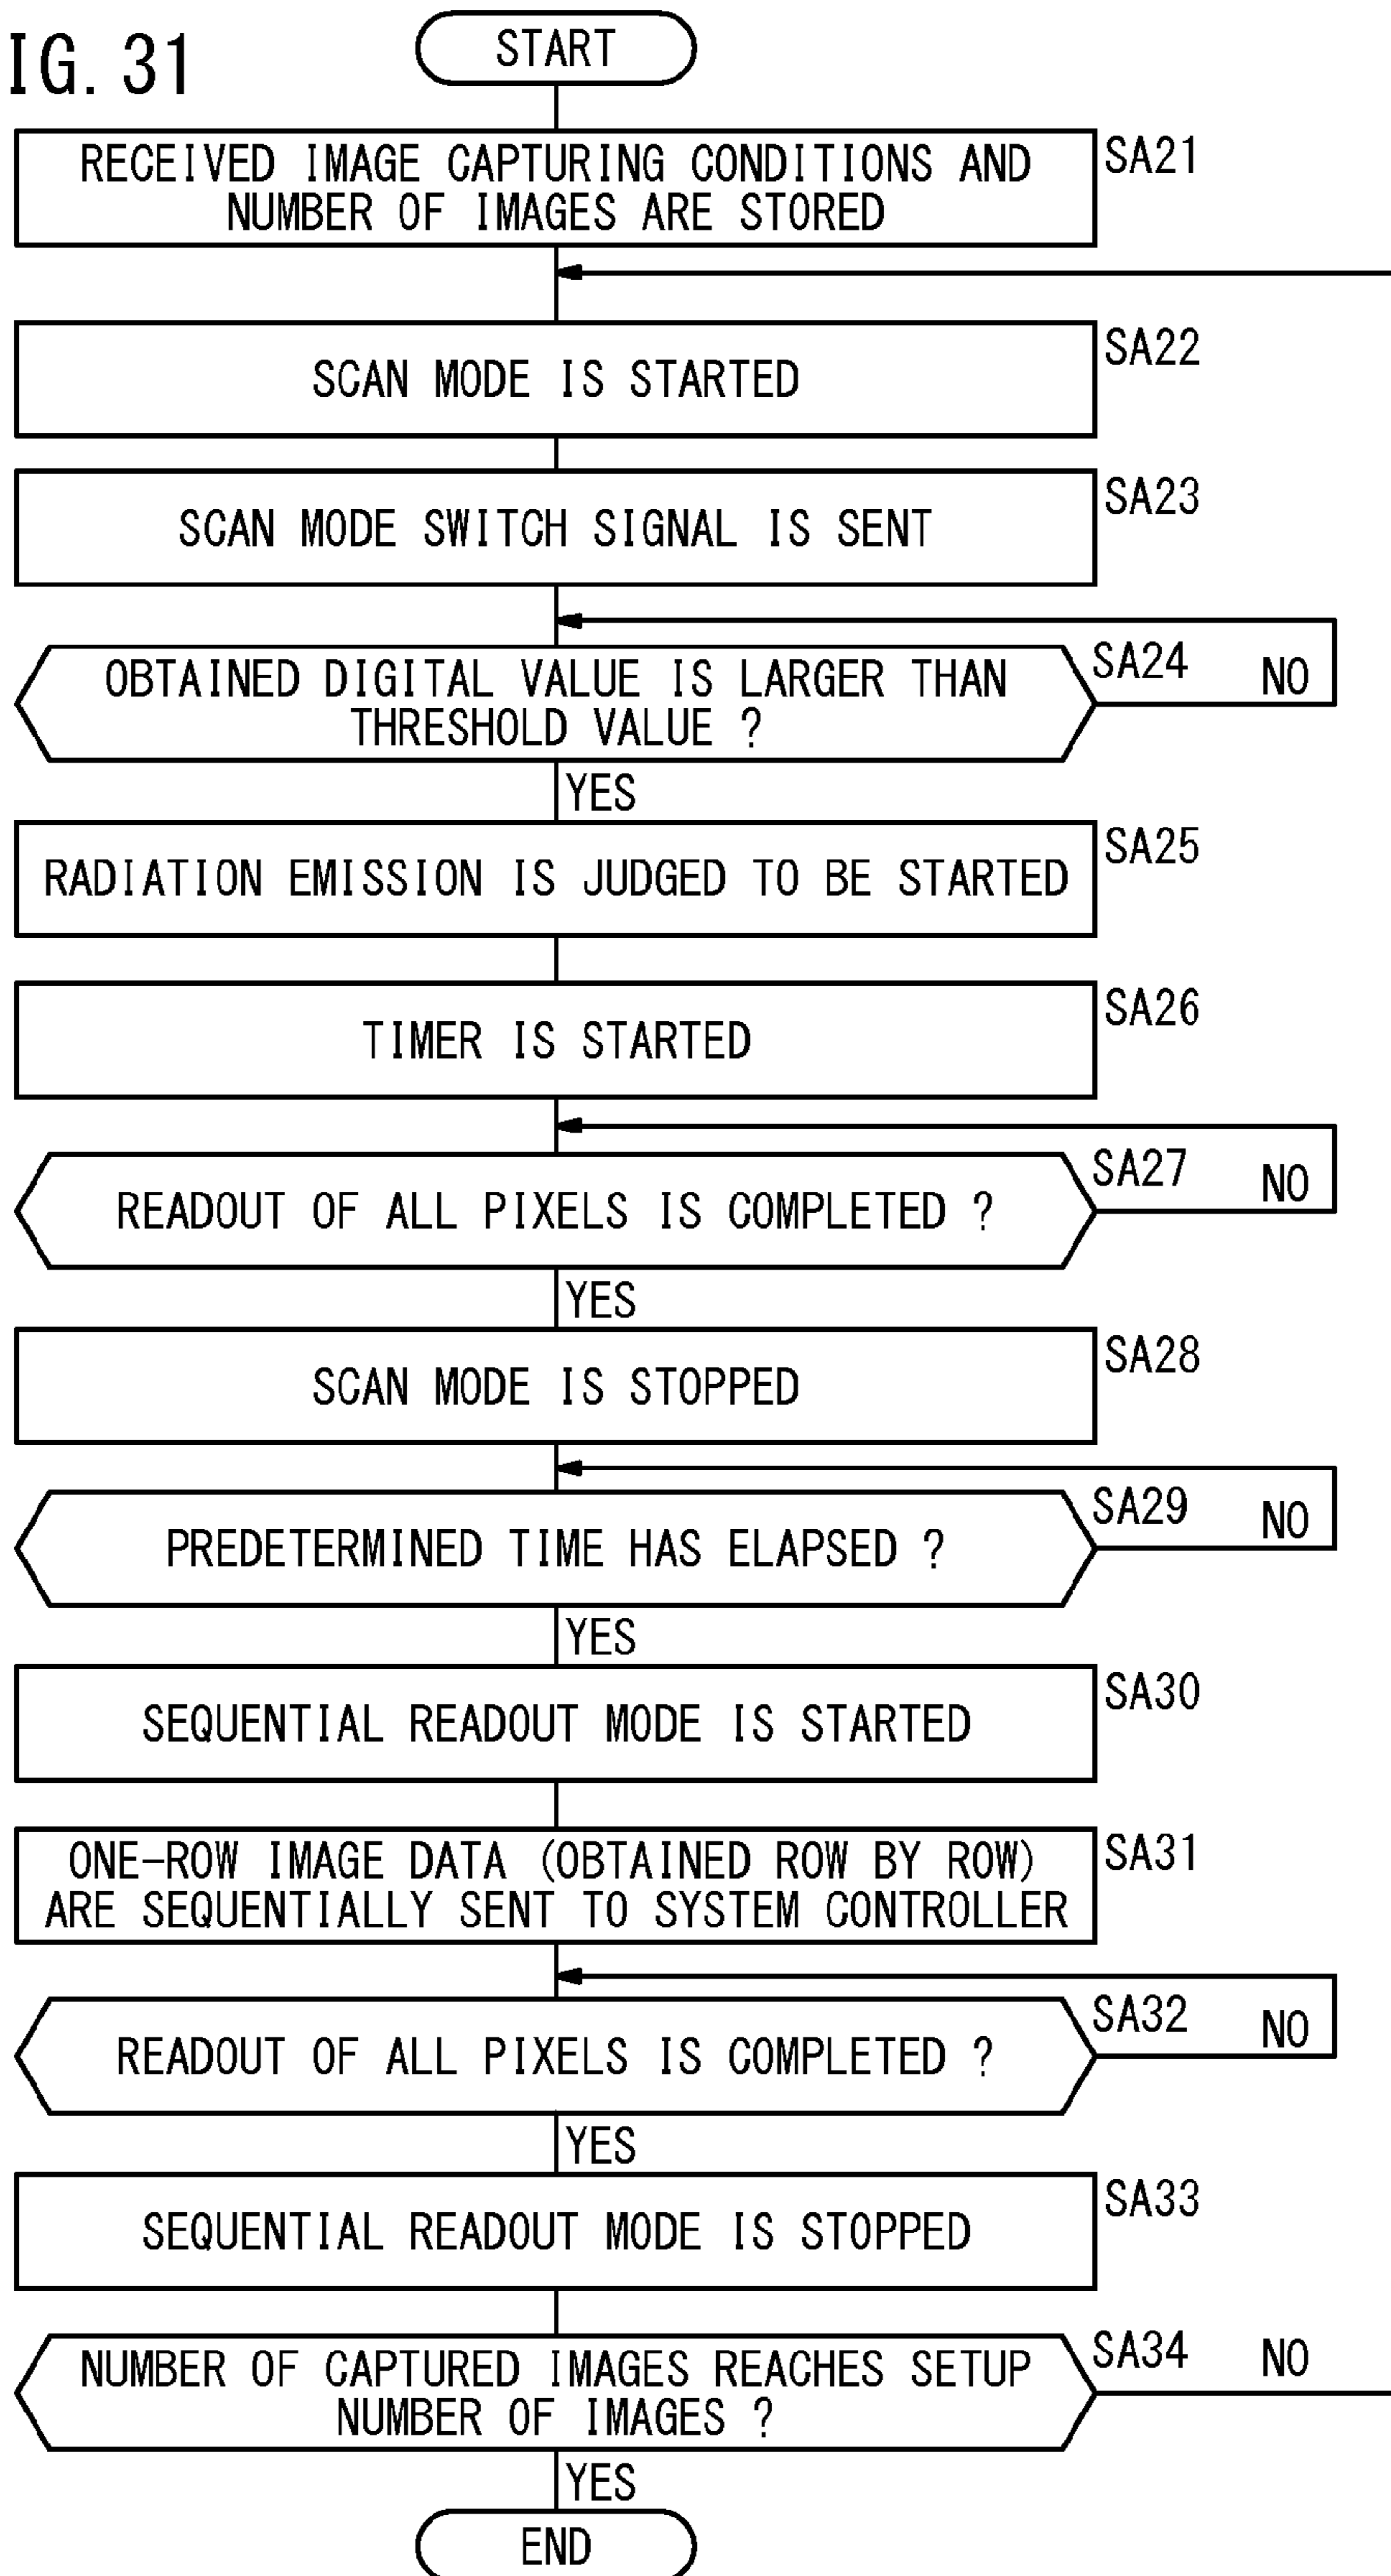 IG. 31
START
RECEIVED IMAGE CAPTURING CONDITIONS AND
NUMBER OF IMAGES ARE STORED
SA21
SCAN MODE IS STARTED
SA22
SCAN MODE SWITCH SIGNAL IS SENT
SA23
OBTAINED DIGITAL VALUE IS LARGER THAN
THRESHOLD VALUE ?
SA24
NO
YES
RADIATION EMISSION IS JUDGED TO BE STARTED
SA25
TIMER IS STARTED
SA26
READOUT OF ALL PIXELS IS COMPLETED ?
SA27
NO
YES
SCAN MODE IS STOPPED
SA28
PREDETERMINED TIME HAS ELAPSED ?
SA29
NO
YES
SEQUENTIAL READOUT MODE IS STARTED
SA30
ONE-ROW IMAGE DATA (OBTAINED ROW BY ROW)
ARE SEQUENTIALLY SENT TO SYSTEM CONTROLLER
SA31
READOUT OF ALL PIXELS IS COMPLETED ?
SA32
NO
YES
SEQUENTIAL READOUT MODE IS STOPPED
SA33
NUMBER OF CAPTURED IMAGES REACHES SETUP
NUMBER OF IMAGES ?
SA34
NO
YES
END